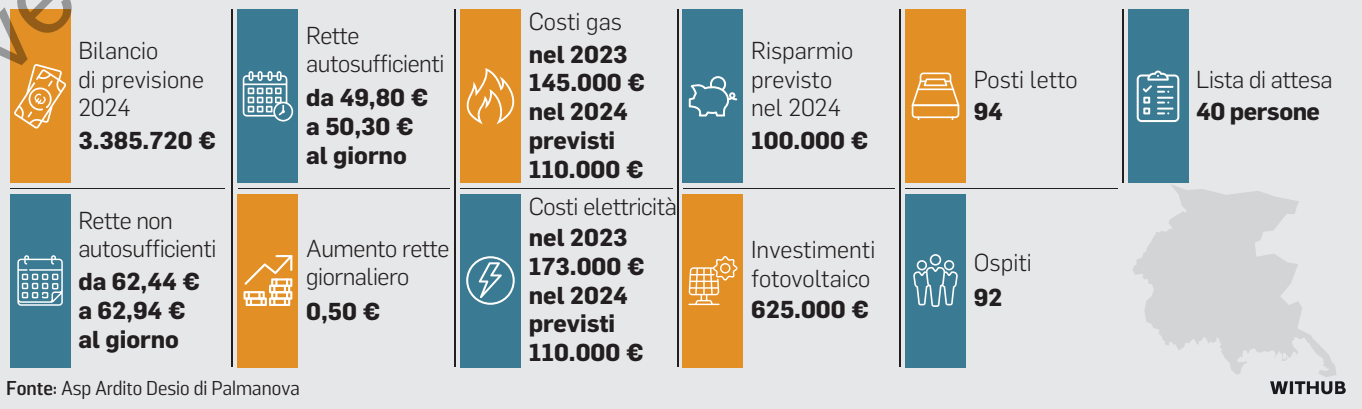 Bilancio
di previsione
2024
3.385.720 €
Rette
autosufficienti
da 49,80 €
a 50,30 €
al giorno
Costi gas
nel 2023
145.000 €
nel 2024
previsti
110.000 €
Risparmio
previsto
nel 2024
100.000 €
Posti letto
94
Lista di attesa
40 persone
Rette non
autosufficienti
da 62,44 €
a 62,94 €
al giorno
Aumento rette
giornaliero
0,50 €
Costi elettricità
nel 2023
173.000 €
nel 2024
previsti
110.000 €
Investimenti
fotovoltaico
625.000 €
Ospiti
92
Fonte: Asp Ardito Desio di Palmanova
WITHUB